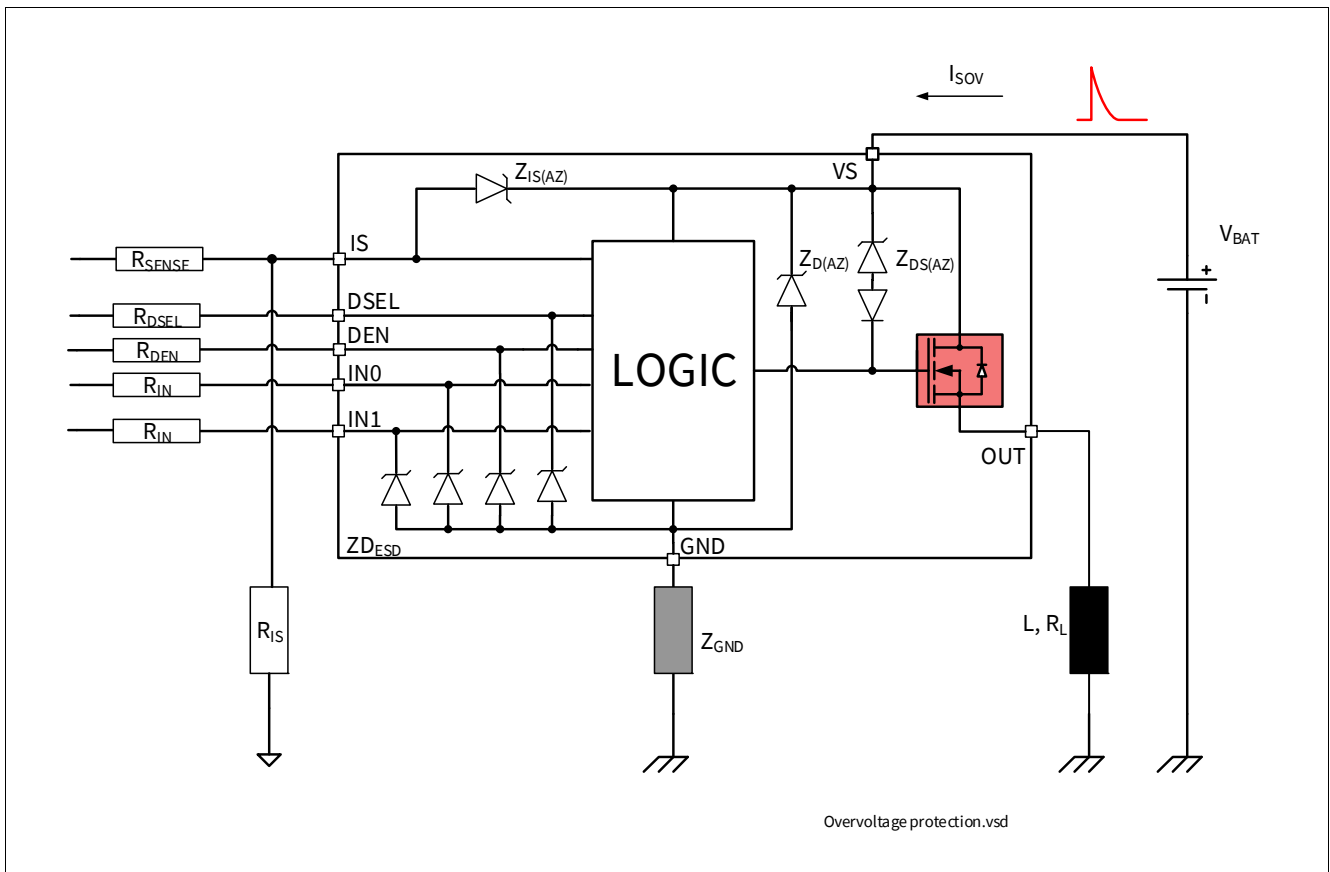 I_SOV
VS
Z_IS(AZ)
V_BAT
IS
R_SENSE
Z_D(AZ)
Z_DS(AZ)
+
-
DSEL
R_DSEL
DEN
R_DEN
LOGIC
IN0
R_IN
IN1
R_IN
OUT
ZD_ESD
GND
R_IS
Z_GND
L, R_L
Overvoltage protection.vsd